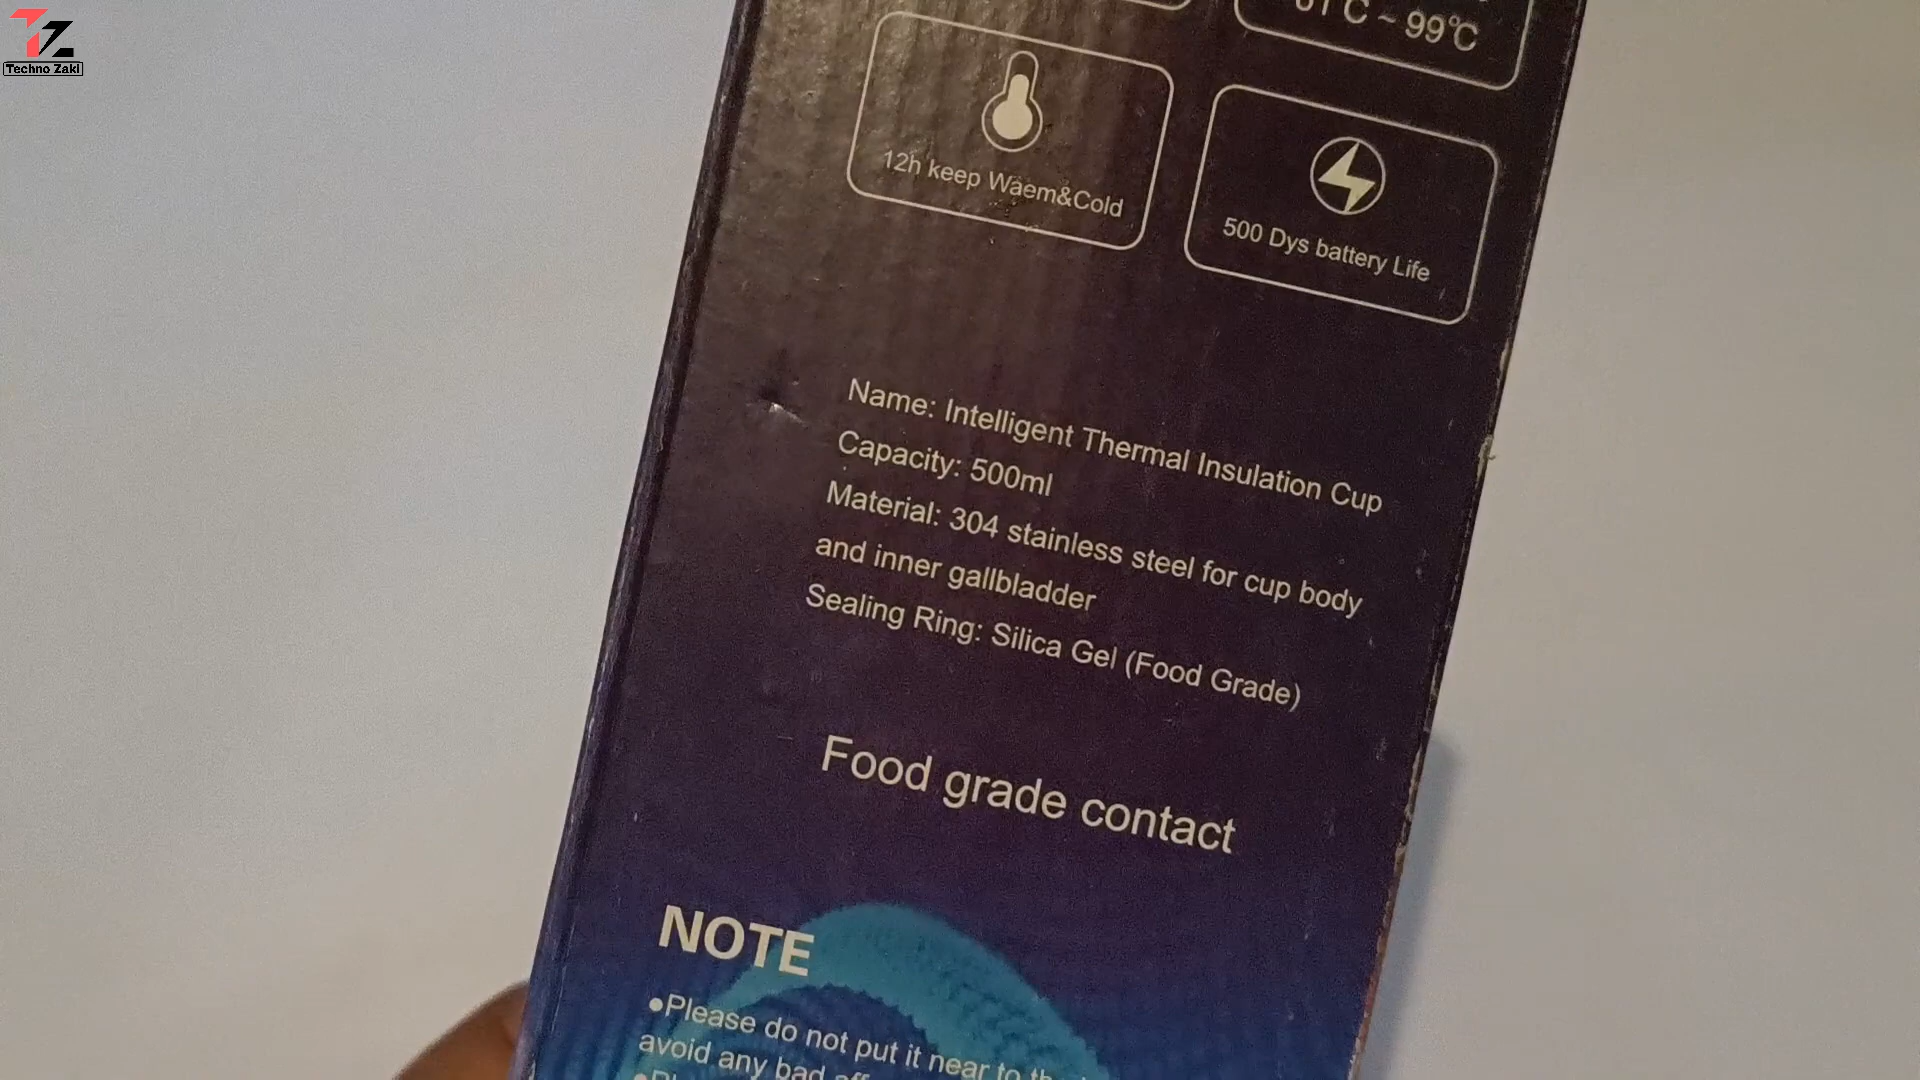 TZ
Techno Zaki
~ 99℃
12h keep Waem&Cold
500 Dys battery Life
Name: Intelligent Thermal Insulation Cup
Capacity: 500ml
Material: 304 stainless steel for cup body
and inner gallbladder
Sealing Ring: Silica Gel (Food Grade)
Food grade contact
NOTE
●Please do not put it near to
avoid any bad